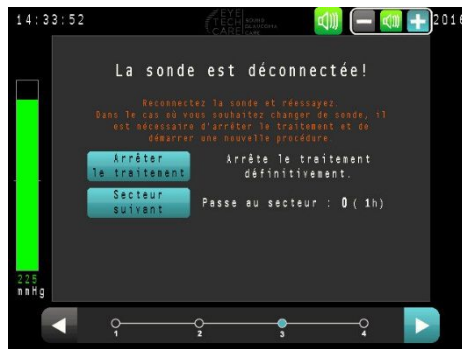 14:33:52
EYE
TECH
CARE
2016
La sonde est déconnectée!
Reconnectez la sonde et réessayez.
Dans le cas où vous souhaitez changer de sonde, il
est nécessaire d'arréter le traitement et de
démarrer une nouvelle procédure.
Arréter
le traitement
Arrête le traitement
définitivement.
Secteur
suivant
Passe au secteur : 0 ( 1h)
225
mmHg
1
2
3
4